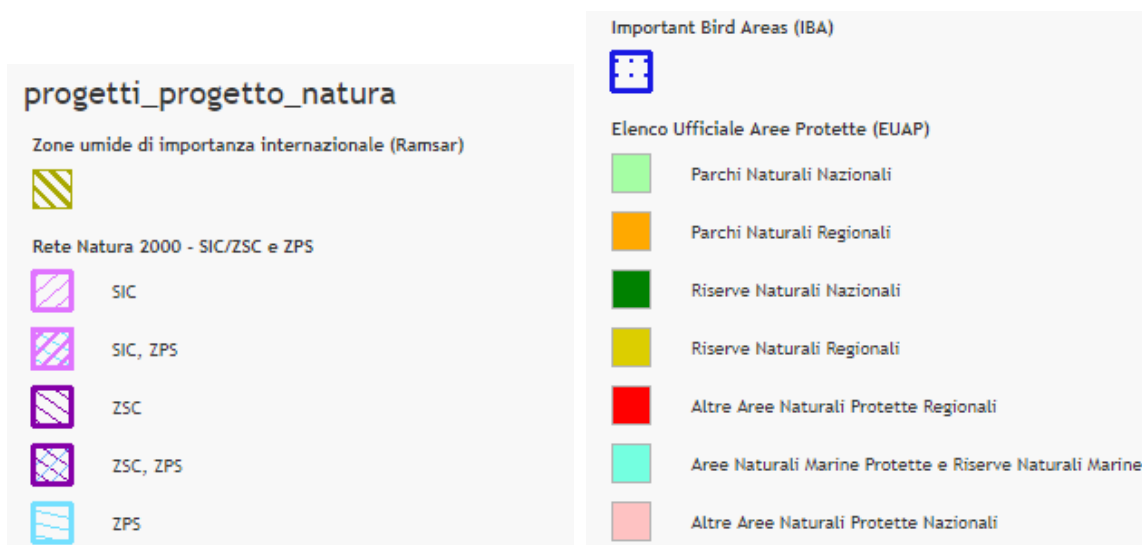 progetti_progetto_natura
Zone umide di importanza internazionale (Ramsar)
Rete Natura 2000 - SIC/ZSC e ZPS
SIC
SIC, ZPS
ZSC
ZSC, ZPS
ZPS
Important Bird Areas (IBA)
Elenco Ufficiale Aree Protette (EUAP)
Parchi Naturali Nazionali
Parchi Naturali Regionali
Riserve Naturali Nazionali
Riserve Naturali Regionali
Altre Aree Naturali Protette Regionali
Aree Naturali Marine Protette e Riserve Naturali Marine
Altre Aree Naturali Protette Nazionali